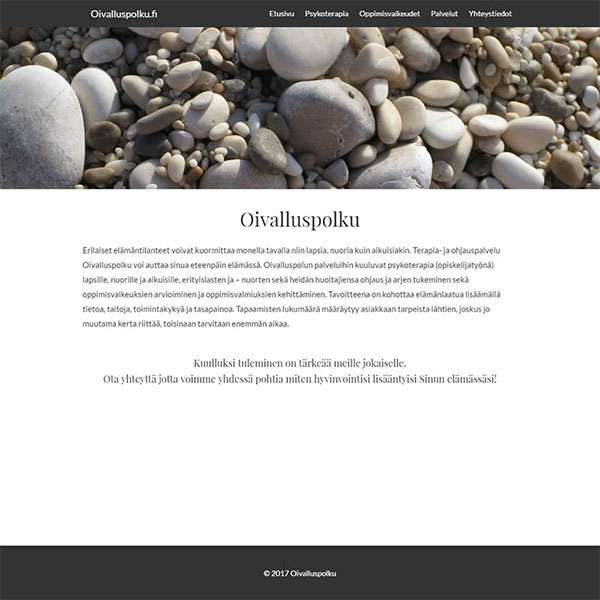 Oivalluspolku.fi Etusivu Psykoterapia Oppimisvaikeudet Palvelut Yhteystiedot
Oivalluspolku
Erilaiset elämäntilanteet voivat kuormittaa monella tavalla niin lapsia, nuoria kuin aikuisiakin. Terapia- ja ohjauspalvelu
Oivalluspolku voi auttaa sinua eteenpäin elämässä. Oivalluspolun palveluihin kuuluvat psykoterapia (opiskelijatyönä)
lapsille, nuorille ja aikuisille, erityislasten ja – nuorten sekä heidän huoltajiensa ohjaus ja arjen tukeminen sekä
oppimisvaikeuksien arvioiminen ja oppimisvalmiuksien kehittäminen. Tavoitteena on kohottaa elämänlaatua lisäämällä
tietoa, taitoja, toimintakykyä ja tasapainoa. Tapaamisten lukumäärä määräytyy asiakkaan tarpeista lähtien, joskus jo
muutama kerta riittää, toisinaan tarvitaan enemmän aikaa.
Kuulluksi tuleminen on tärkeää meille jokaiselle.
Ota yhteyttä jotta voimme yhdessä pohtia miten hyvinvointisi lisääntyisi Sinun elämässäsi!
© 2017 Oivalluspolku